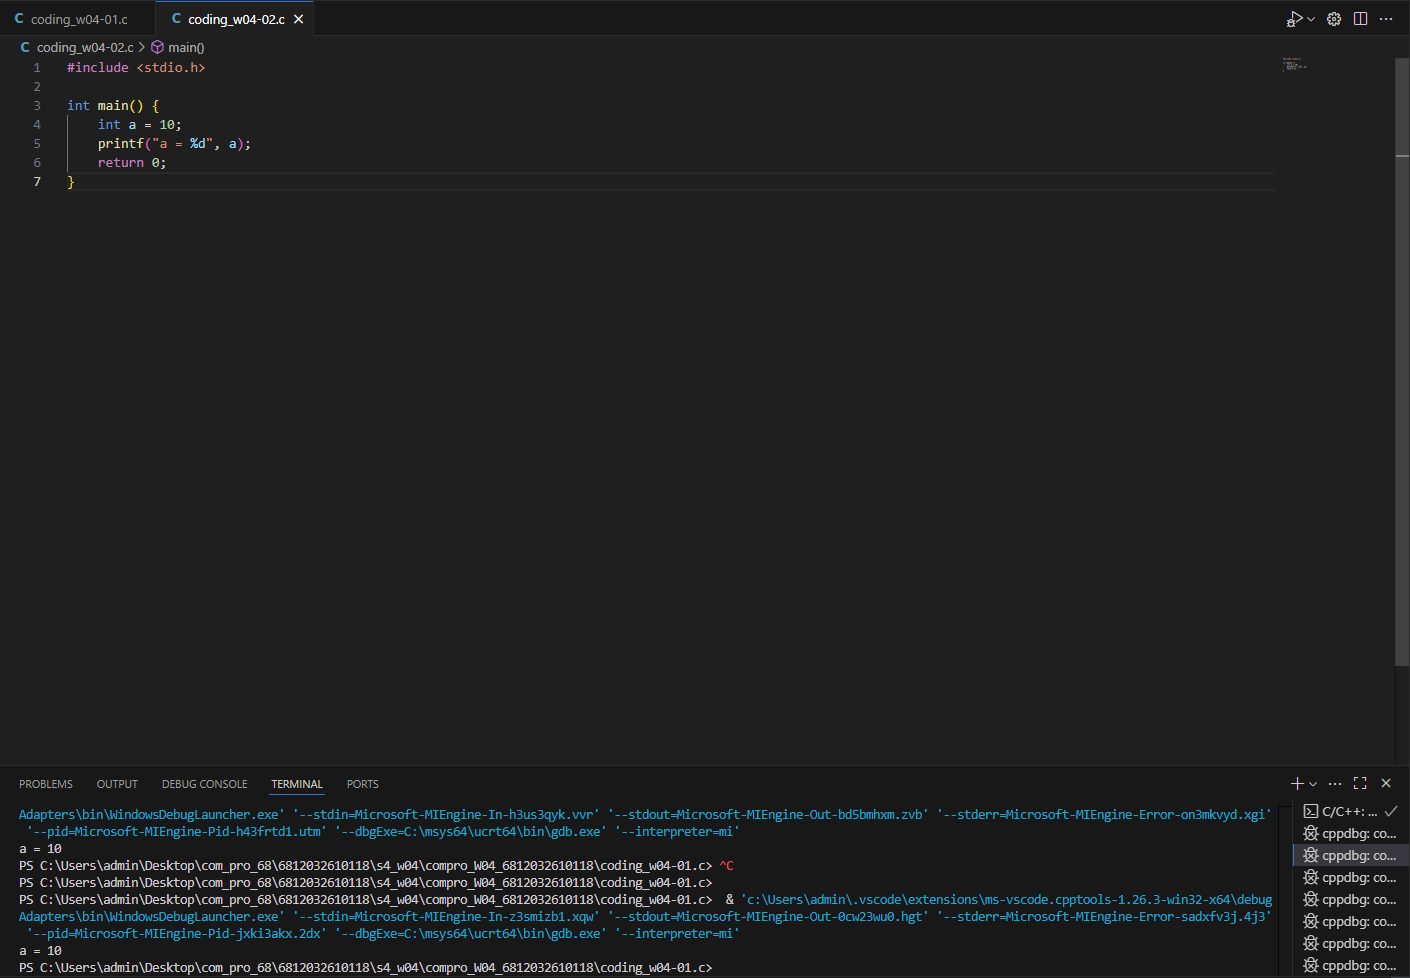 coding_w04-01.c
coding_w04-02.c
coding_w04-02.c > main()
1 #include <stdio.h>
2
3 int main() {
4 int a = 10;
5 printf("a = %d", a);
6 return 0;
7 }
PROBLEMS OUTPUT DEBUG CONSOLE TERMINAL PORTS
Adapters\bin\WindowsDebugLauncher.exe' '--stdin=Microsoft-MIEngine-In-h3us3qyk.vvr' '--stdout=Microsoft-MIEngine-Out-bd5bmhxm.zvb' '--stderr=Microsoft-MIEngine-Error-on3mkvyd.xgi'
'--pid=Microsoft-MIEngine-Pid-h43frtd1.utm' '--dbgExe=C:\msys64\ucrt64\bin\gdb.exe' '--interpreter=mi'
a = 10
PS C:\Users\admin\Desktop\com_pro_68\6812032610118\s4_w04\compro_W04_6812032610118\coding_w04-01.c> ^C
PS C:\Users\admin\Desktop\com_pro_68\6812032610118\s4_w04\compro_W04_6812032610118\coding_w04-01.c>
PS C:\Users\admin\Desktop\com_pro_68\6812032610118\s4_w04\compro_W04_6812032610118\coding_w04-01.c> & 'c:\Users\admin\.vscode\extensions\ms-vscode.cpptools-1.26.3-win32-x64\debug
Adapters\bin\WindowsDebugLauncher.exe' '--stdin=Microsoft-MIEngine-In-z3smizb1.xqw' '--stdout=Microsoft-MIEngine-Out-0cw23wu0.hgt' '--stderr=Microsoft-MIEngine-Error-sadxfv3j.4j3'
'--pid=Microsoft-MIEngine-Pid-jxki3akx.2dx' '--dbgExe=C:\msys64\ucrt64\bin\gdb.exe' '--interpreter=mi'
a = 10
PS C:\Users\admin\Desktop\com_pro_68\6812032610118\s4_w04\compro_W04_6812032610118\coding_w04-01.c>
C/C++: ...
cppdbg: co...
cppdbg: co...
cppdbg: co...
cppdbg: co...
cppdbg: co...
cppdbg: co...
cppdbg: co...